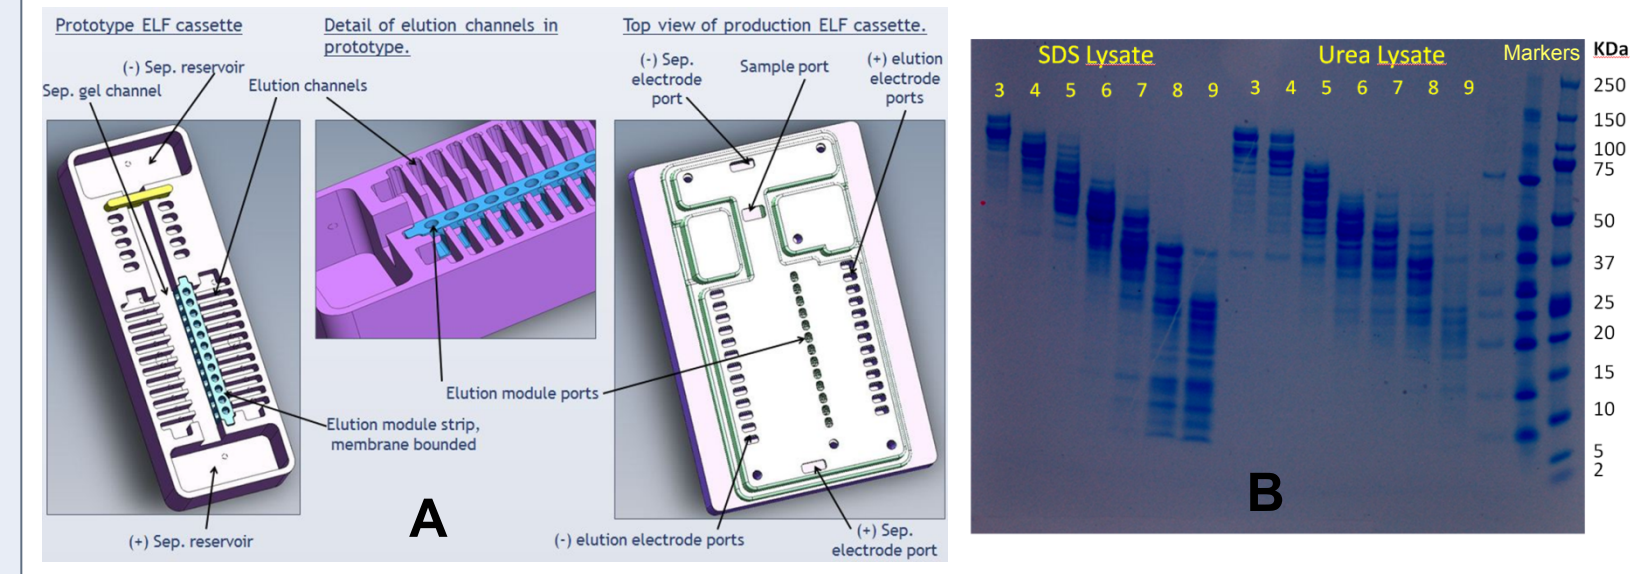 Prototype ELF cassette
Detail of elution channels in
prototype.
Top view of production ELF cassette.
(-) Sep. reservoir
Sep. gel channel
Elution channels
(-) Sep.
electrode
port
Sample port
(+) elution
electrode
ports
Elution module ports
Elution module strip,
membrane bounded
(+) Sep. reservoir
(-) elution electrode ports
(+) Sep.
electrode port
A
SDS Lysate
Urea Lysate
Markers
KDa
3 4 5 6 7 8 9
3 4 5 6 7 8 9
250
150
100
75
50
37
25
20
15
10
5
2
B